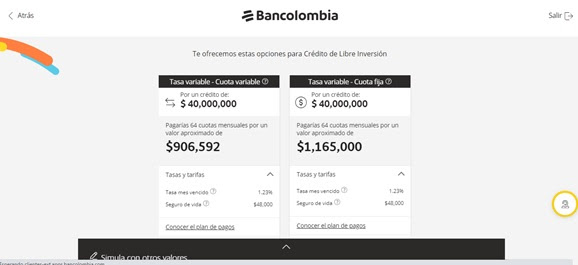 Atrás
Bancolombia
Salir
Te ofrecemos estas opciones para Crédito de Libre Inversión
Tasa variable - Cuota variable
Por un crédito de:
$ 40,000,000
Pagarías 64 cuotas mensuales por un
valor aproximado de
$906,592
Tasas y tarifas
Tasa mes vencido 1.23%
Seguro de vida $48,000
Conocer el plan de pagos
Tasa variable - Cuota fija
Por un crédito de:
$ 40,000,000
Pagarías 64 cuotas mensuales por un
valor aproximado de
$1,165,000
Tasas y tarifas
Tasa mes vencido 1.23%
Seguro de vida $48,000
Conocer el plan de pagos
Simula con otros valores